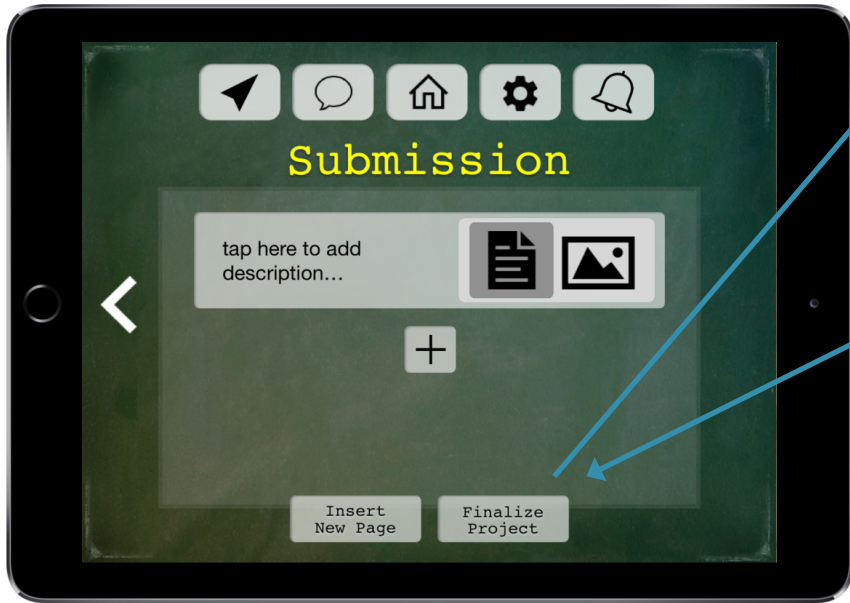 Submission
tap here to add
description...
Insert
New Page
Finalize
Project